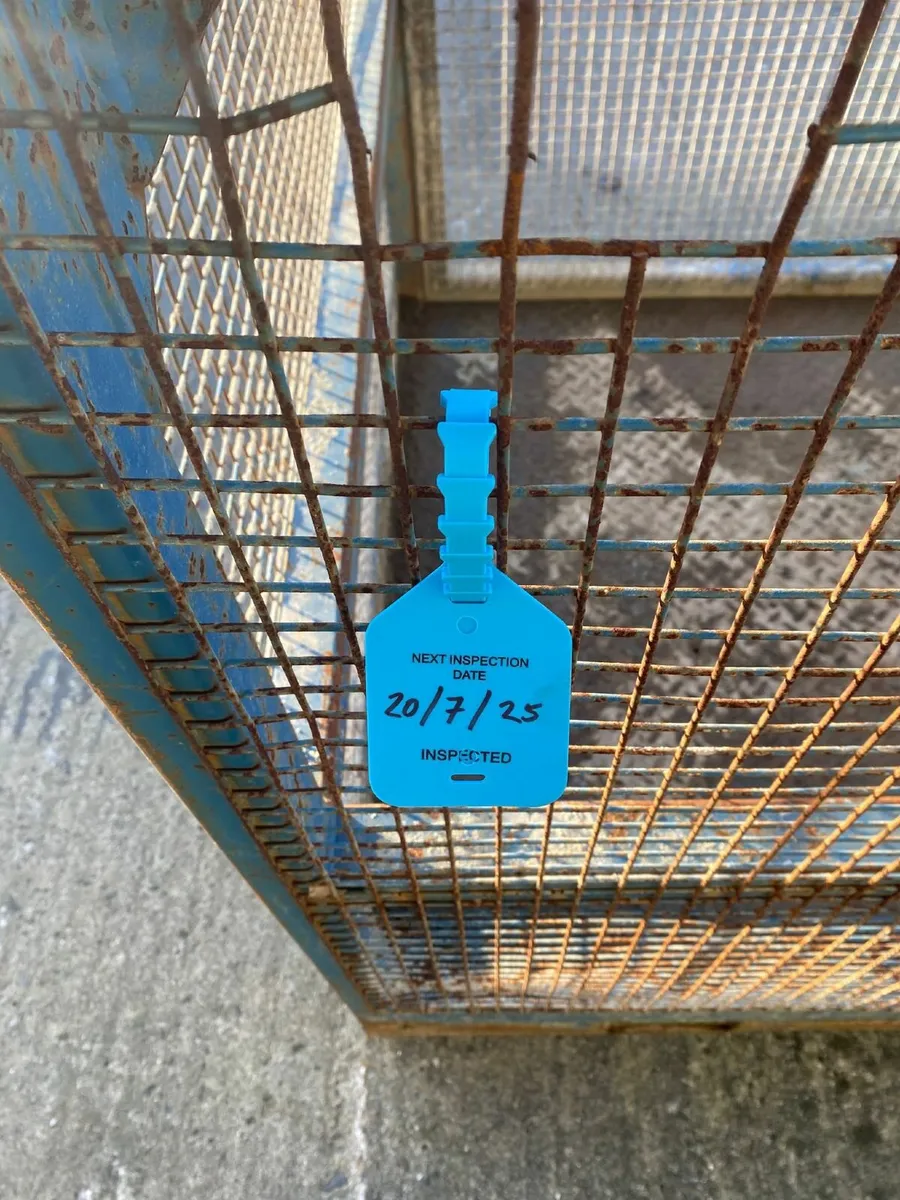 NEXT INSPECTION
DATE
20/7/25
INSPECTED